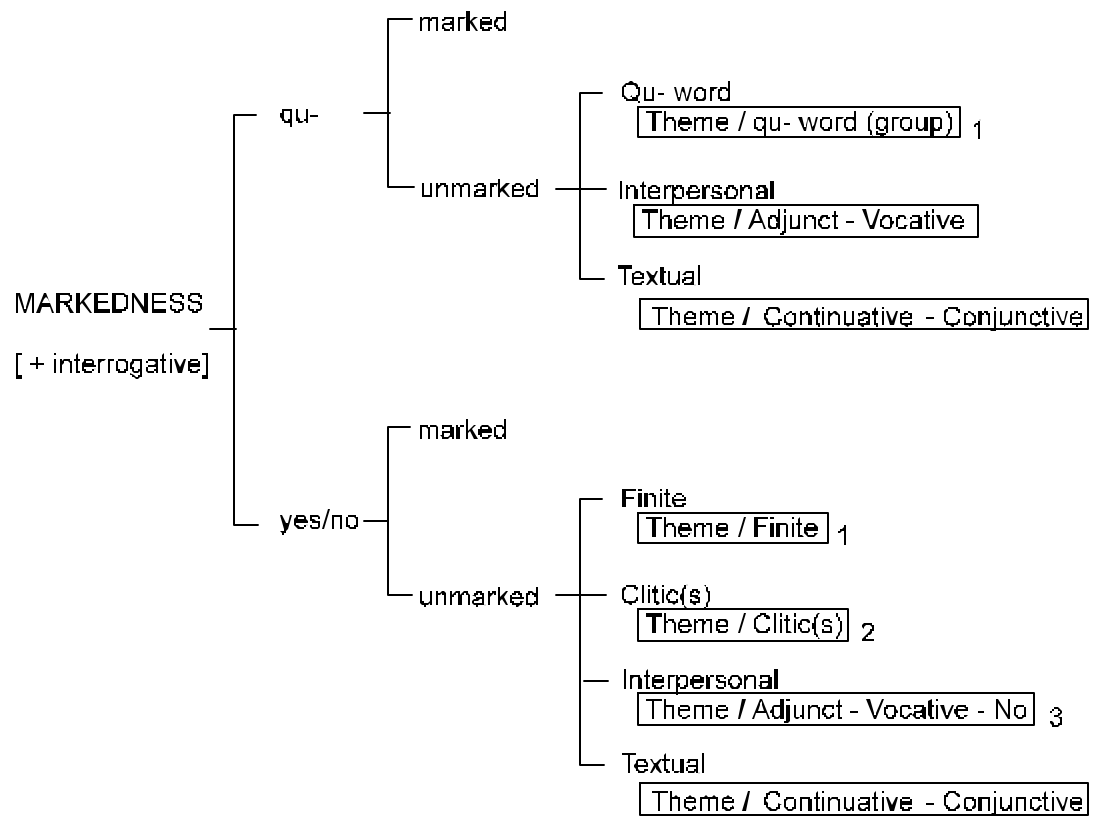 marked
qu-
Qu- word
Theme / qu- word (group) 1
unmarked
Interpersonal
Theme / Adjunct - Vocative
Textual
Theme / Continuative - Conjunctive
MARKEDNESS
[ + interrogative]
marked
yes/no
Finite
Theme / Finite 1
unmarked
Clitic(s)
Theme / Clitic(s) 2
Interpersonal
Theme / Adjunct - Vocative - No 3
Textual
Theme / Continuative - Conjunctive